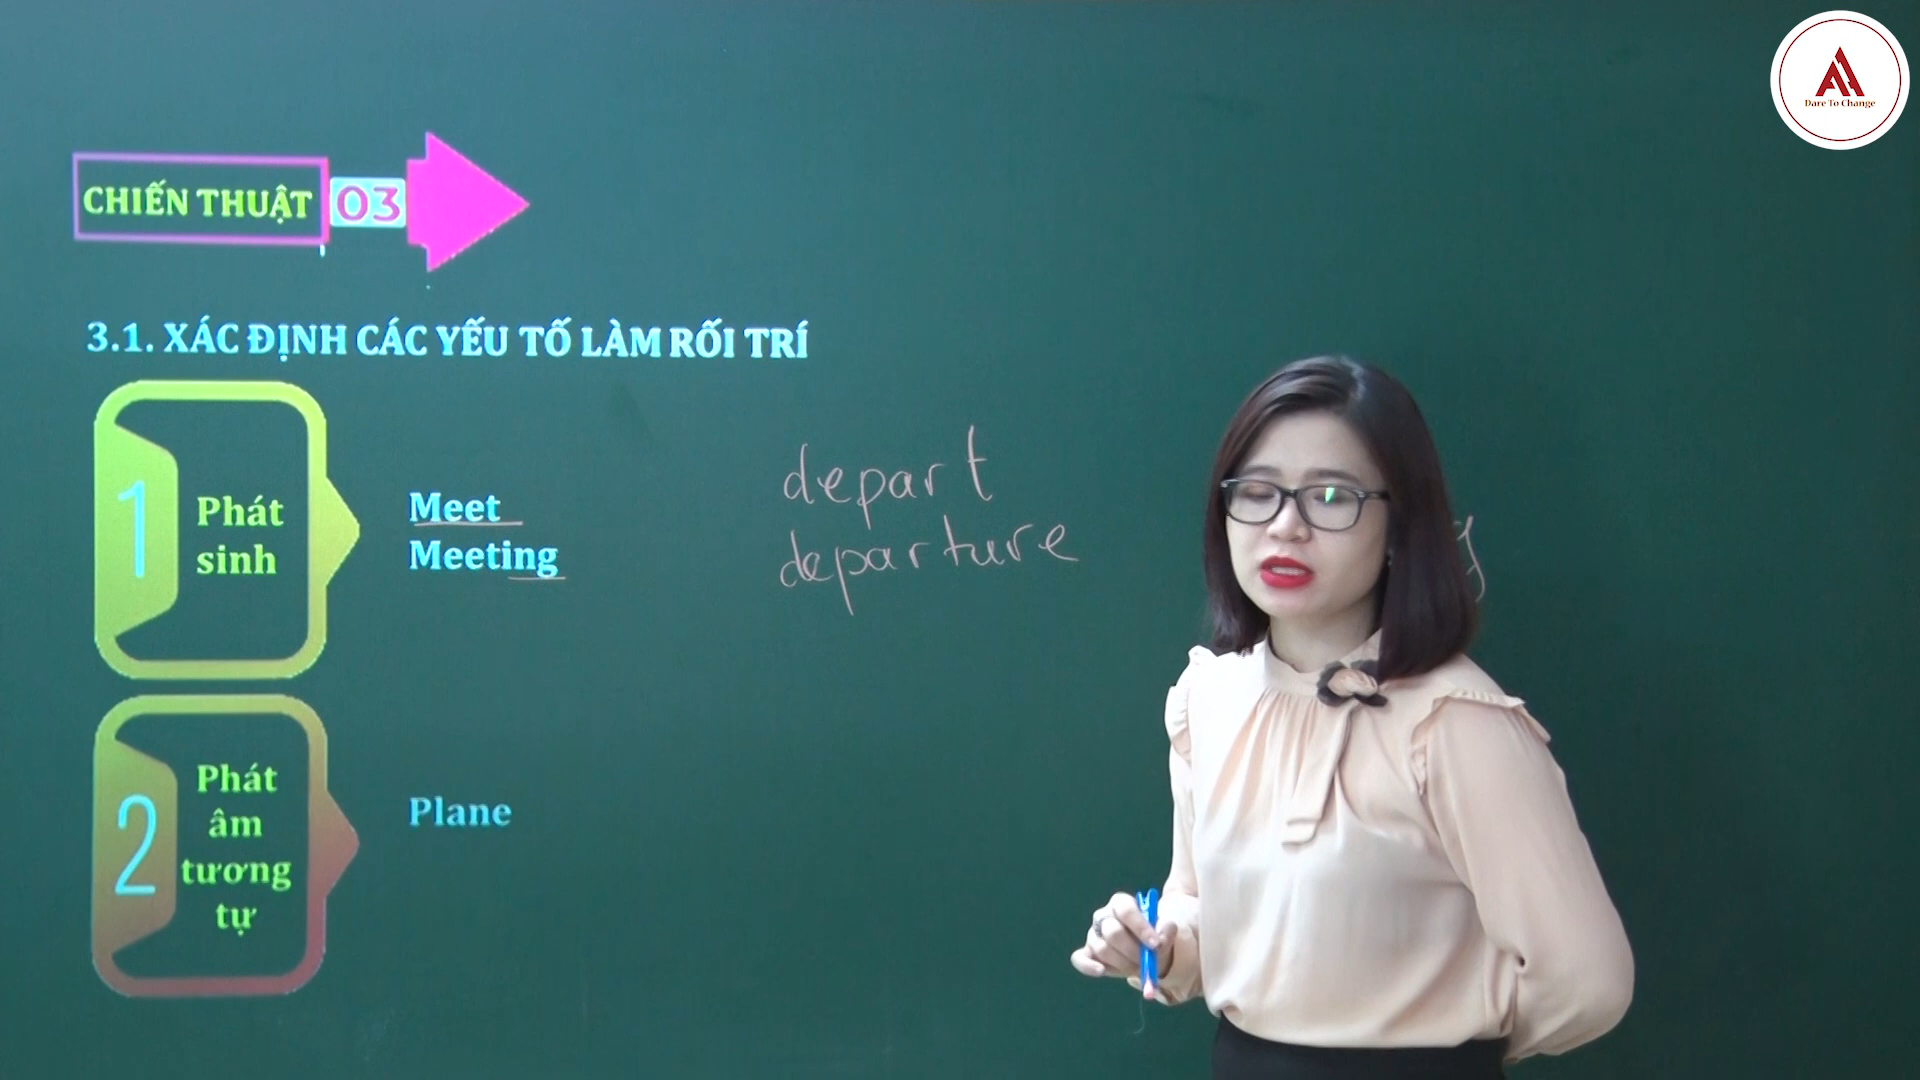 Dare To Change
CHIẾN THUẬT 03
3.1. XÁC ĐỊNH CÁC YẾU TỐ LÀM RỐI TRÍ
1
Phát
sinh
Meet
Meeting
depart
departure
2
Phát
âm
tương
tự
Plane